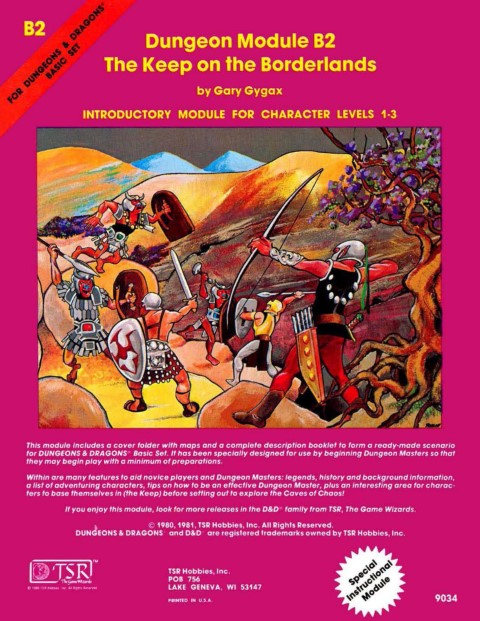 B2
FOR DUNGEONS & DRAGONS®
BASIC SET
Dungeon Module B2
The Keep on the Borderlands
by Gary Gygax
INTRODUCTORY MODULE FOR CHARACTER LEVELS 1-3
This module includes a cover folder with maps and a complete description booklet to form a ready-made scenario
for DUNGEONS & DRAGONS® Basic Set. It has been specially designed for use by beginning Dungeon Masters so that
they may begin play with a minimum of preparations.
Within are many features to aid novice players and Dungeon Masters: legends, history and background information,
a list of adventuring characters, tips on how to be an effective Dungeon Master, plus an interesting area for charac-
ters to base themselves in (the Keep) before setting out to explore the Caves of Chaos!
If you enjoy this module, look for more releases in the D&D™ family from TSR, The Game Wizards.
© 1980, 1981, TSR Hobbies, Inc. All Rights Reserved.
DUNGEONS & DRAGONS® and D&D™ are registered trademarks owned by TSR Hobbies, Inc.
TSR™
The Game Wizards
TSR Hobbies, Inc.
POB 756
LAKE GENEVA, WI 53147
PRINTED IN U.S.A.
Special
Instructional
Module
9034